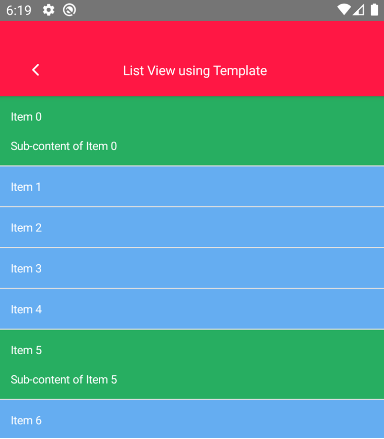 6:19
List View using Template
Item 0
Sub-content of Item 0
Item 1
Item 2
Item 3
Item 4
Item 5
Sub-content of Item 5
Item 6